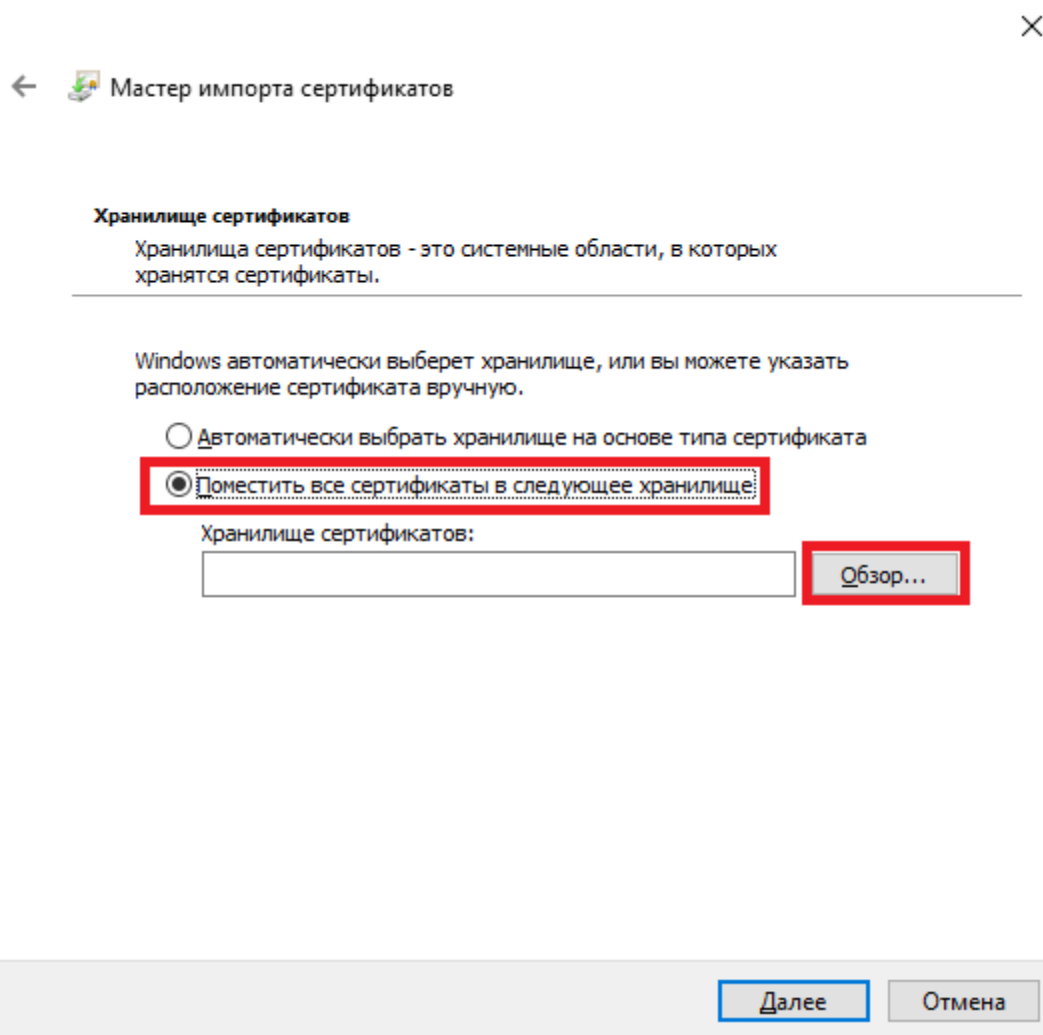 Мастер импорта сертификатов
Хранилище сертификатов
Хранилища сертификатов - это системные области, в которых
хранятся сертификаты.
Windows автоматически выберет хранилище, или вы можете указать
расположение сертификата вручную.
Автоматически выбрать хранилище на основе типа сертификата
Поместить все сертификаты в следующее хранилище
Хранилище сертификатов:
Обзор...
Далее
Отмена